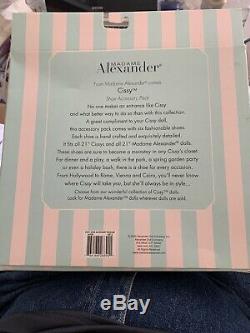 MADAME
Alexander®
From Madame Alexander comes
Cissy™
Shoe Accessory Pack
No one makes an entrance like Cissy
and what better way to do so than with this collection.
A great compliment to your Cissy doll,
this accessory pack comes with six fashionable shoes.
Each shoe is hand crafted and exquisitely detailed.
It fits all 21" Cissys and all 21" Madame Alexander® dolls.
These shoes are sure to become a mainstay in any Cissy's closet.
For dinner and a play, a walk in the park, a spring garden party
or even a holiday bash, there is a shoe for every occasion.
From Hollywood to Rome, Vienna and Cairo, you'll never know
where Cissy will take you, but she'll always be in style...
Choose from our wonderful collection of Cissy™ dolls.
Look for Madame Alexander® dolls wherever dolls are sold.